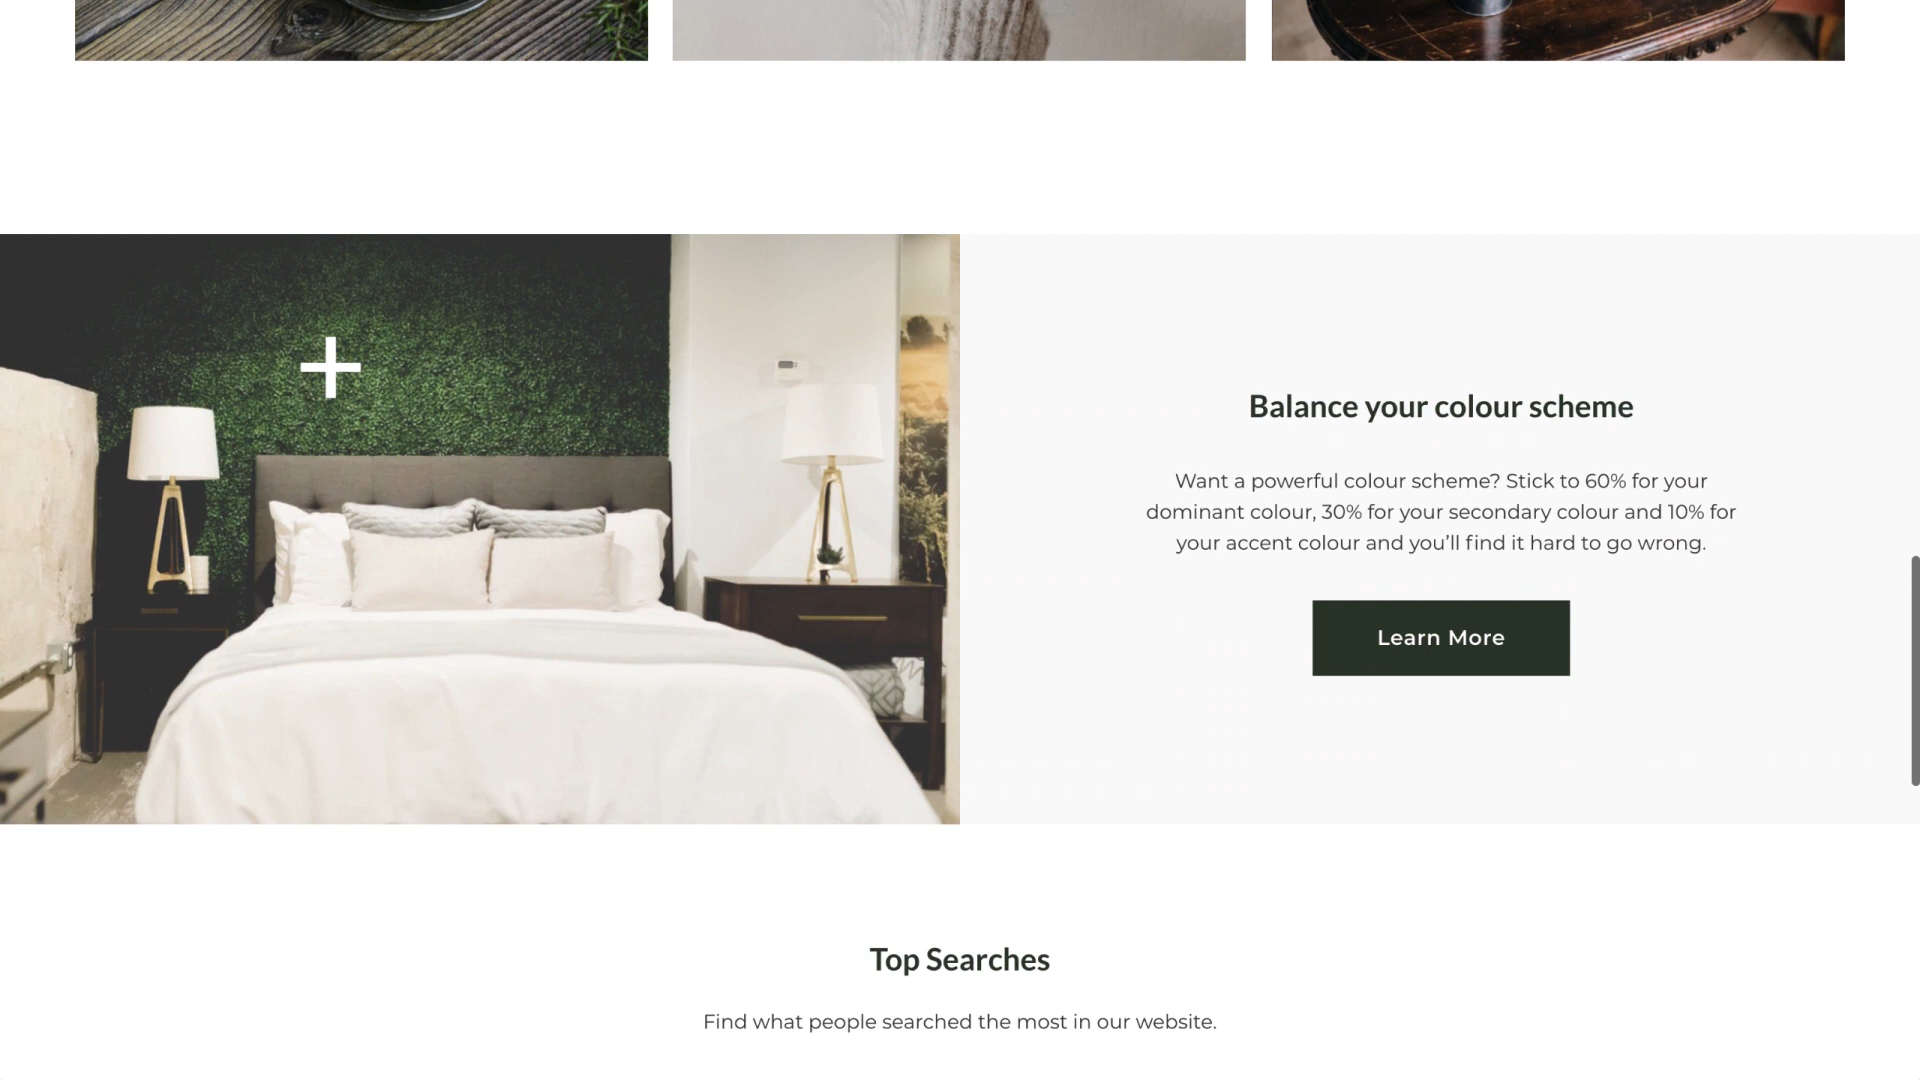 Balance your colour scheme
Want a powerful colour scheme? Stick to 60% for your
dominant colour, 30% for your secondary colour and 10% for
your accent colour and you’ll find it hard to go wrong.
Learn More
Top Searches
Find what people searched the most in our website.